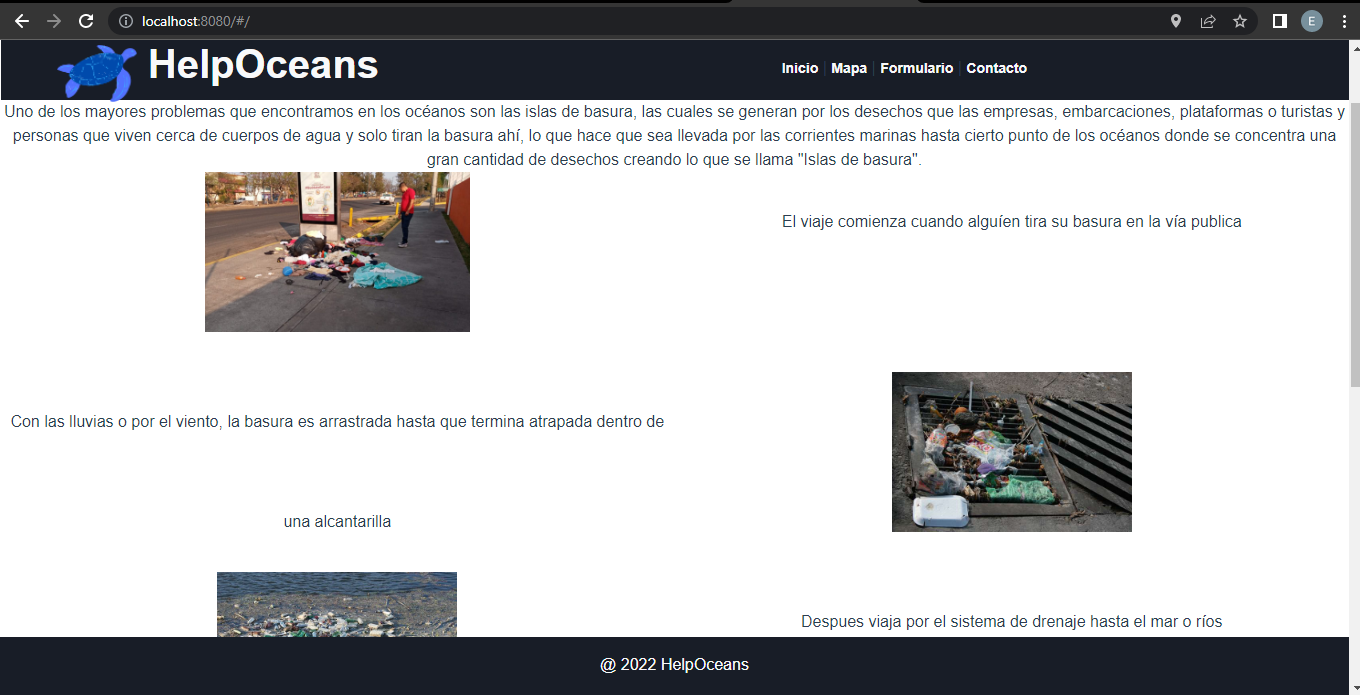 localhost:8080/#/
E
HelpOceans
Inicio | Mapa | Formulario | Contacto
Uno de los mayores problemas que encontramos en los océanos son las islas de basura, las cuales se generan por los desechos que las empresas, embarcaciones, plataformas o turistas y
personas que viven cerca de cuerpos de agua y solo tiran la basura ahí, lo que hace que sea llevada por las corrientes marinas hasta cierto punto de los océanos donde se concentra una
gran cantidad de desechos creando lo que se llama "Islas de basura".
El viaje comienza cuando alguíen tira su basura en la vía publica
Con las lluvias o por el viento, la basura es arrastrada hasta que termina atrapada dentro de
una alcantarilla
Despues viaja por el sistema de drenaje hasta el mar o ríos
@ 2022 HelpOceans